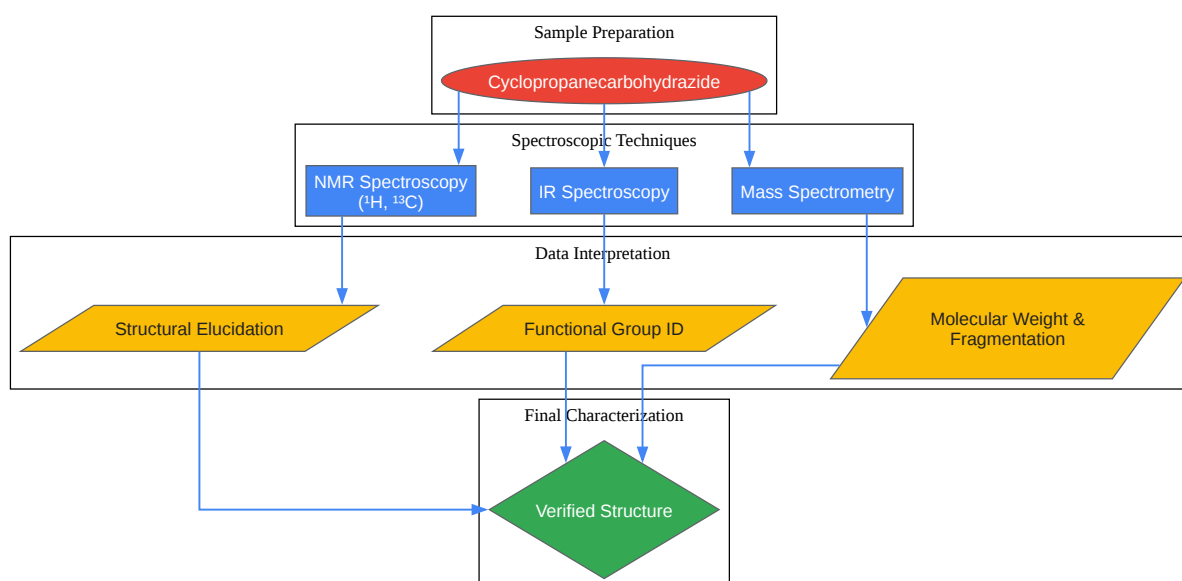 Sample Preparation
Cyclopropanecarbohydrazide
Spectroscopic Techniques
NMR Spectroscopy
(¹H, ¹³C)
IR Spectroscopy
Mass Spectrometry
Data Interpretation
Structural Elucidation
Functional Group ID
Molecular Weight &
Fragmentation
Final Characterization
Verified Structure